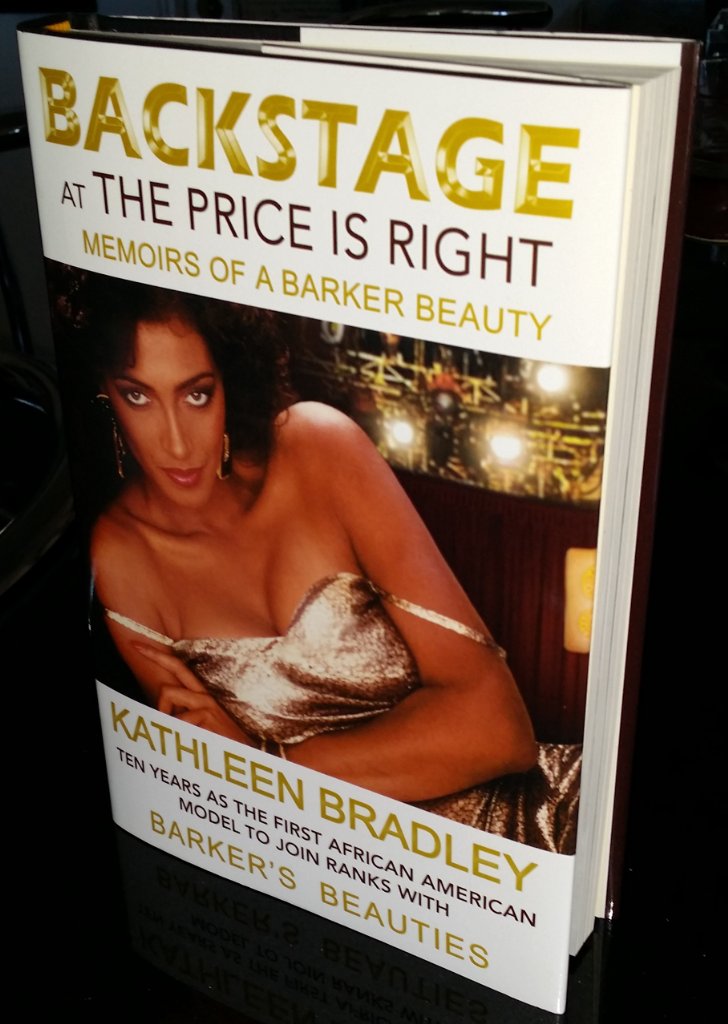 BACKSTAGE
AT THE PRICE IS RIGHT
MEMOIRS OF A BARKER BEAUTY
KATHLEEN BRADLEY
TEN YEARS AS THE FIRST AFRICAN AMERICAN
MODEL TO JOIN RANKS WITH
BARKER'S BEAUTIES